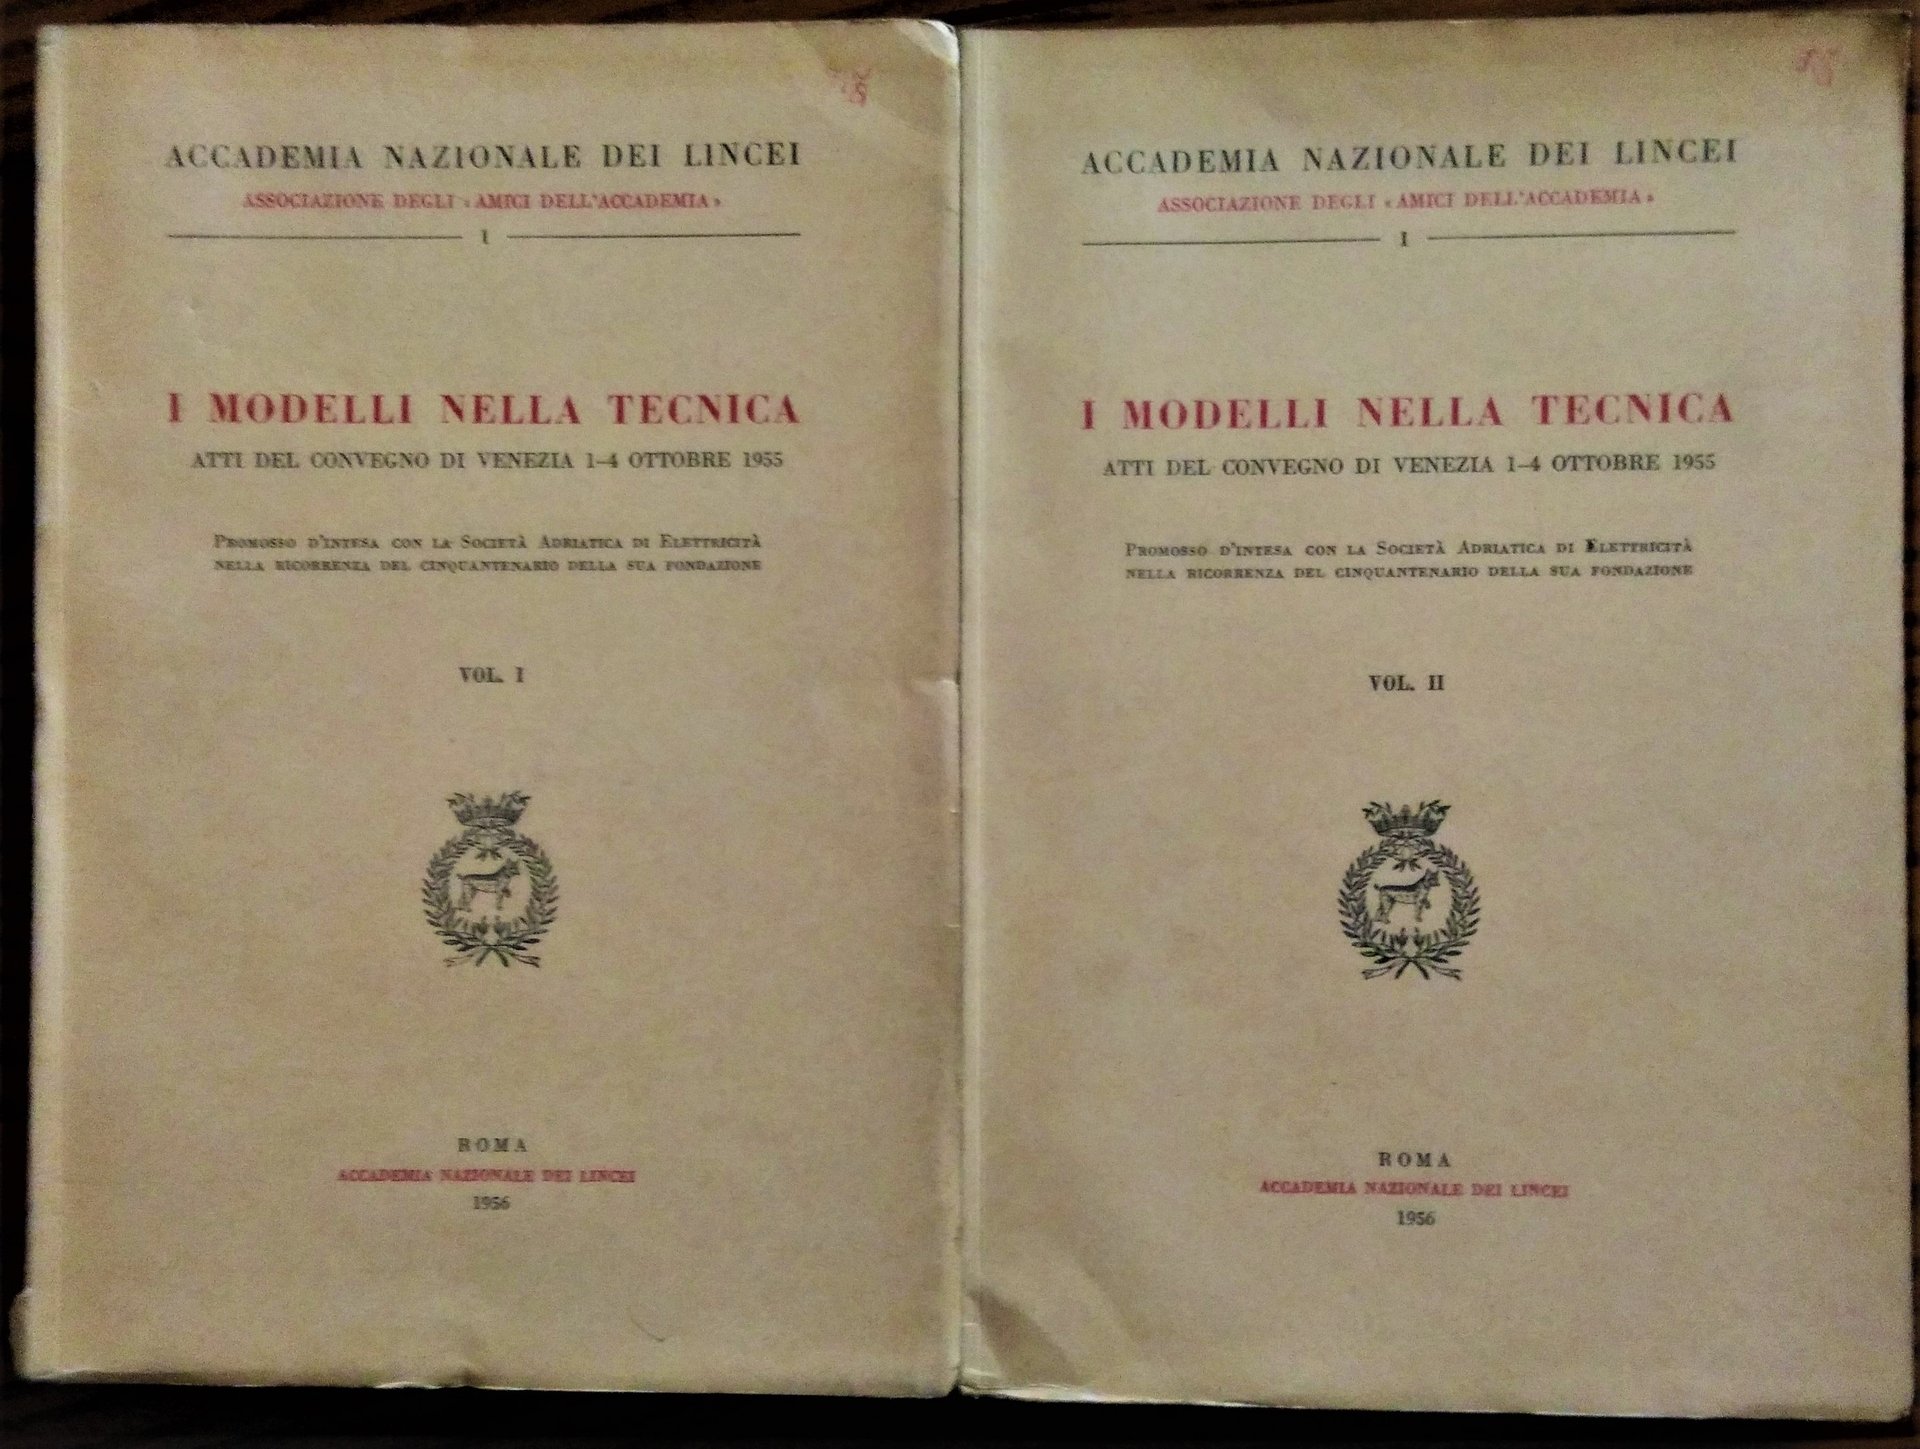 ACCADEMIA NAZIONALE DEI LINCEI
ASSOCIAZIONE DEGLI «AMICI DELL'ACCADEMIA»
I
I MODELLI NELLA TECNICA
ATTI DEL CONVEGNO DI VENEZIA 1-4 OTTOBRE 1955
PROMOSSO D'INTESA CON LA SOCIETÀ ADRIATICA DI ELETTRICITÀ
NELLA RICORRENZA DEL CINQUANTENARIO DELLA SUA FONDAZIONE
VOL. I
ROMA
ACCADEMIA NAZIONALE DEI LINCEI
1956
ACCADEMIA NAZIONALE DEI LINCEI
ASSOCIAZIONE DEGLI «AMICI DELL'ACCADEMIA»
I
I MODELLI NELLA TECNICA
ATTI DEL CONVEGNO DI VENEZIA 1-4 OTTOBRE 1955
PROMOSSO D'INTESA CON LA SOCIETÀ ADRIATICA DI ELETTRICITÀ
NELLA RICORRENZA DEL CINQUANTENARIO DELLA SUA FONDAZIONE
VOL. II
ROMA
ACCADEMIA NAZIONALE DEI LINCEI
1956